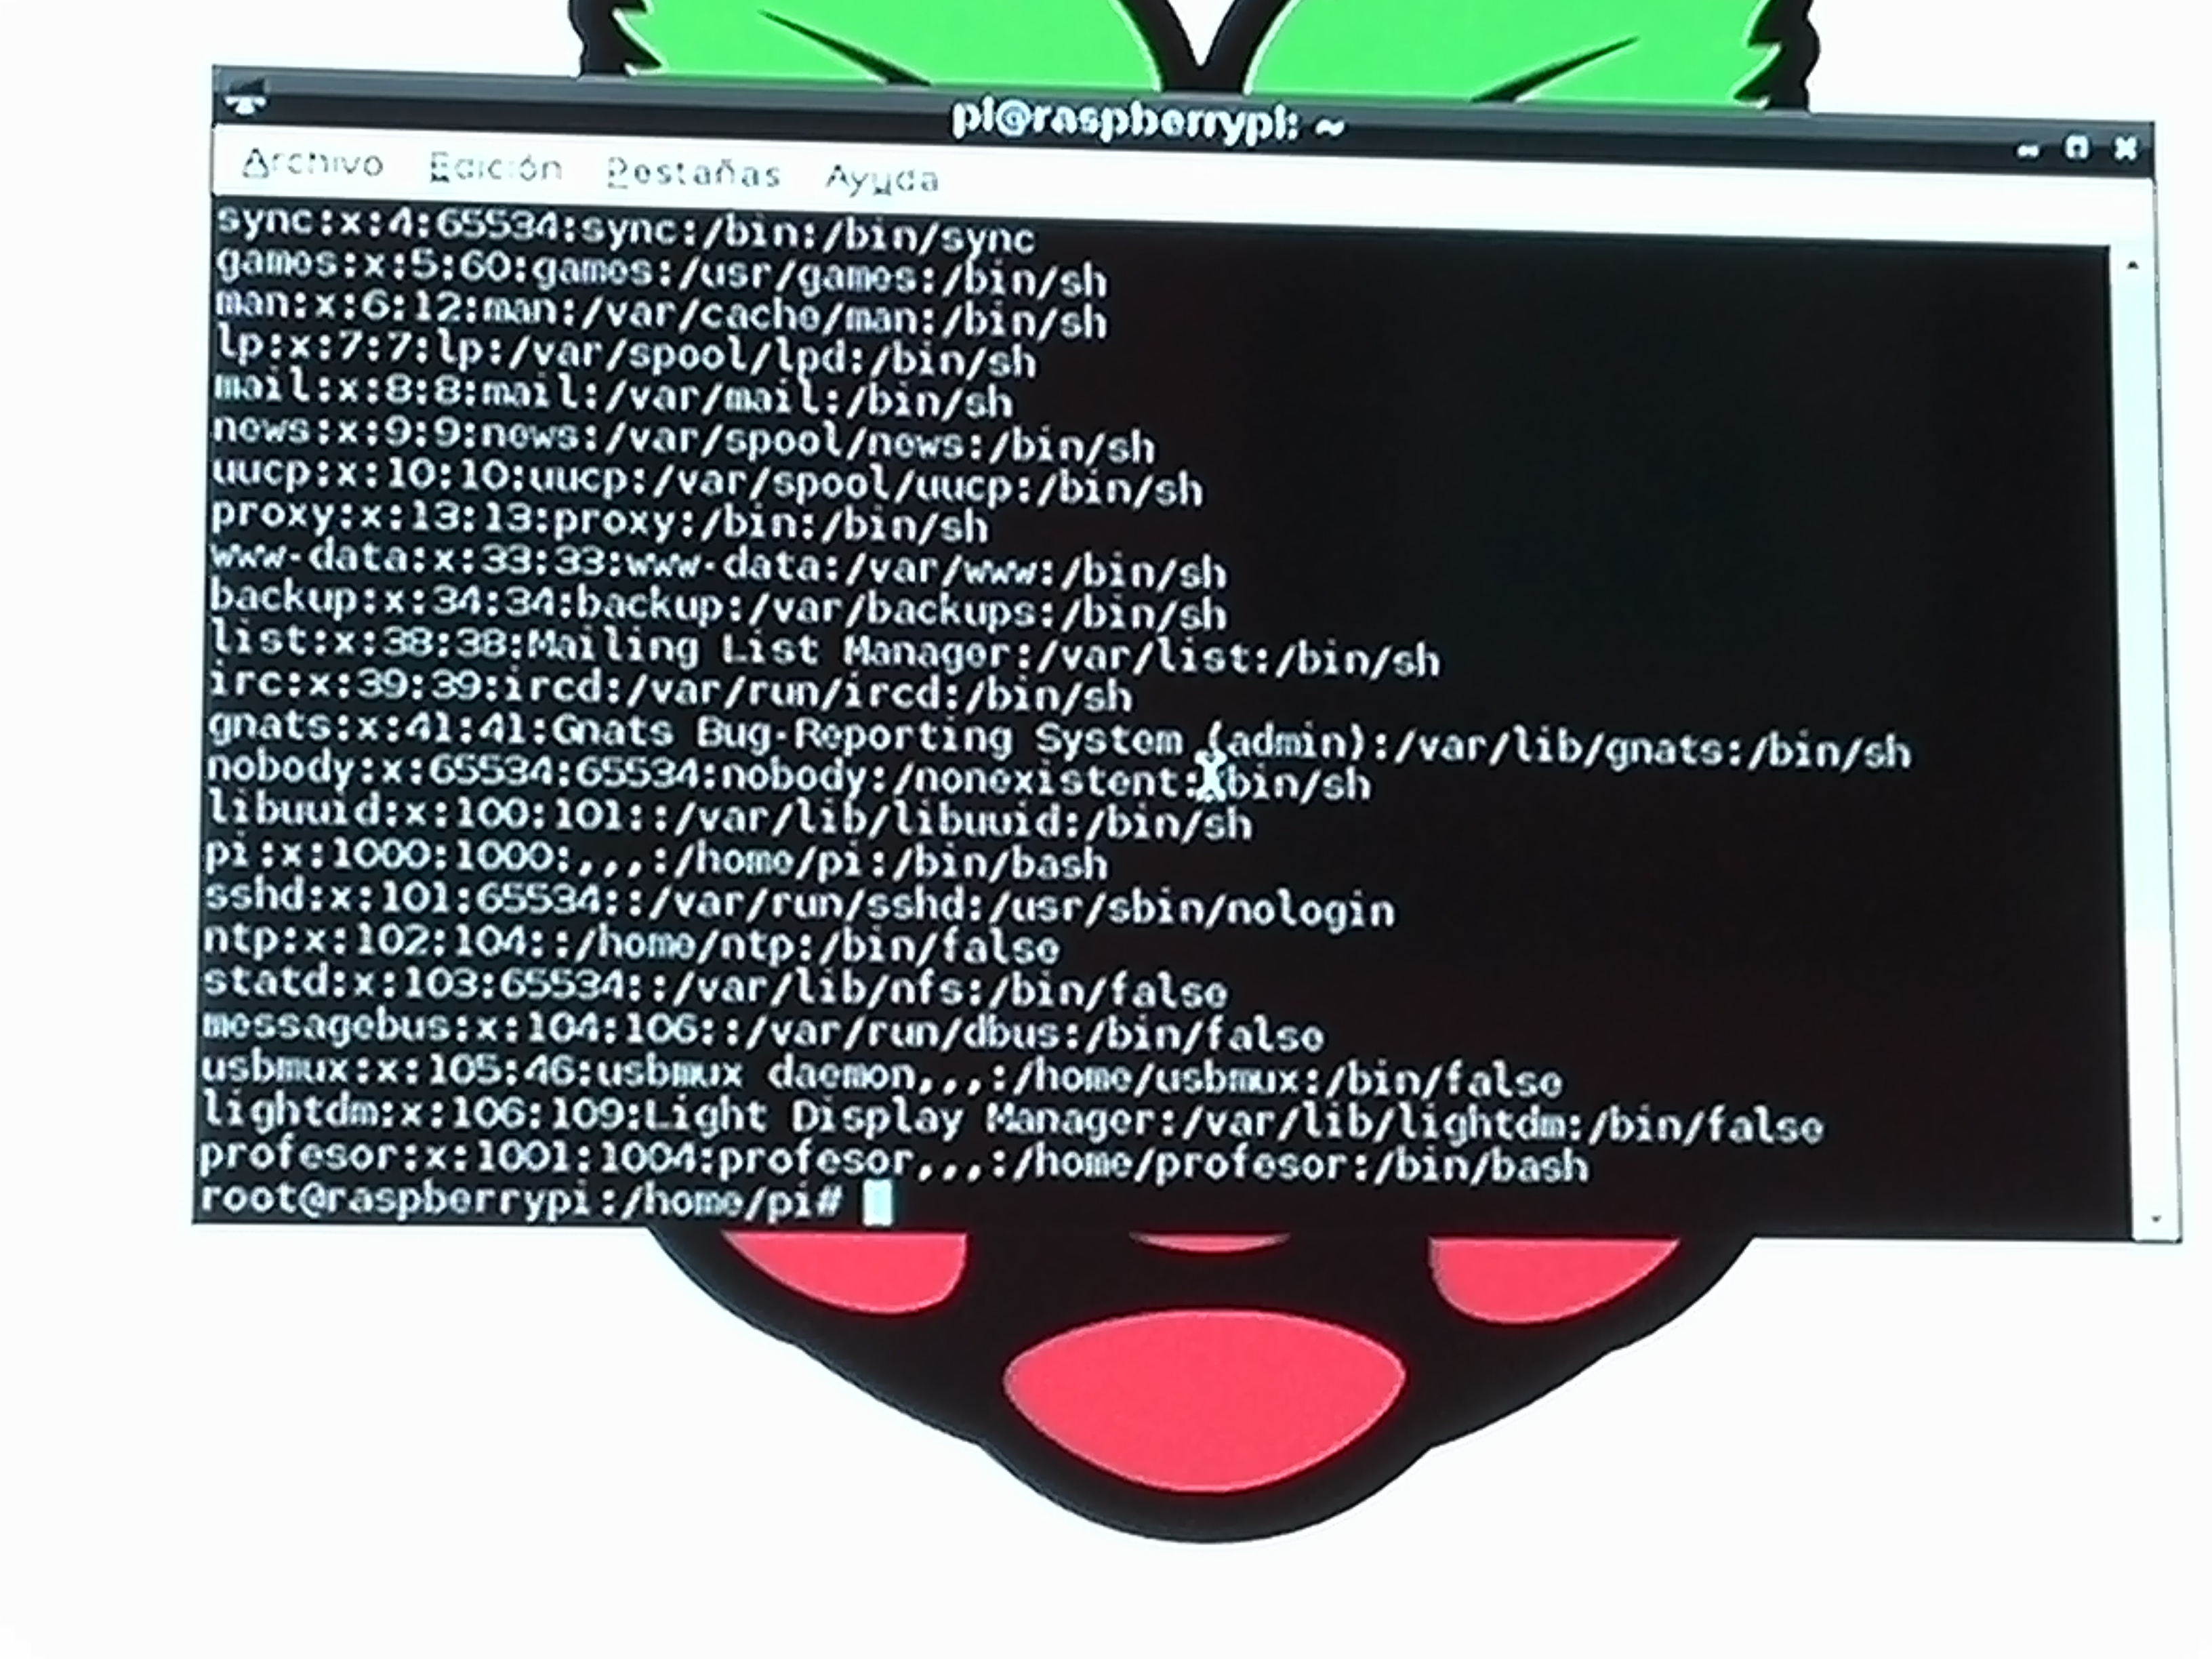 pi@raspberrypi: ~
Archivo Edición Pestañas Ayuda
sync:x:4:65534:sync:/bin:/bin/sync
games:x:5:60:games:/usr/games:/bin/sh
man:x:6:12:man:/var/cache/man:/bin/sh
lp:x:7:7:lp:/var/spool/lpd:/bin/sh
mail:x:8:8:mail:/var/mail:/bin/sh
news:x:9:9:news:/var/spool/news:/bin/sh
uucp:x:10:10:uucp:/var/spool/uucp:/bin/sh
proxy:x:13:13:proxy:/bin:/bin/sh
www-data:x:33:33:www-data:/var/www:/bin/sh
backup:x:34:34:backup:/var/backups:/bin/sh
list:x:38:38:Mailing List Manager:/var/list:/bin/sh
irc:x:39:39:ircd:/var/run/ircd:/bin/sh
gnats:x:41:41:Gnats Bug-Reporting System (admin):/var/lib/gnats:/bin/sh
nobody:x:65534:65534:nobody:/nonexistent:/bin/sh
libuuid:x:100:101::/var/lib/libuuid:/bin/sh
pi:x:1000:1000:,,,:/home/pi:/bin/bash
sshd:x:101:65534::/var/run/sshd:/usr/sbin/nologin
ntp:x:102:104::/home/ntp:/bin/false
statd:x:103:65534::/var/lib/nfs:/bin/false
messagebus:x:104:106::/var/run/dbus:/bin/false
usbmux:x:105:46:usbmux daemon,,,:/home/usbmux:/bin/false
lightdm:x:106:109:Light Display Manager:/var/lib/lightdm:/bin/false
profesor:x:1001:1004:profesor,,,:/home/profesor:/bin/bash
root@raspberrypi:/home/pi#